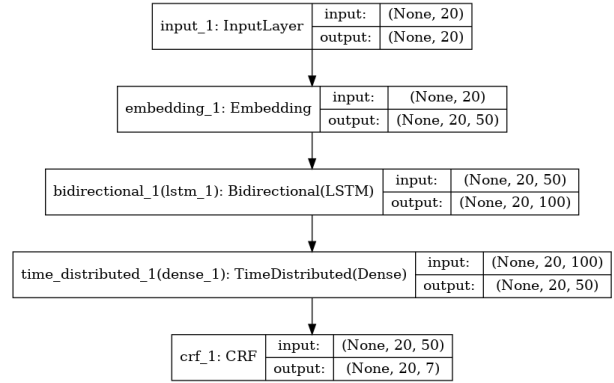 input_1: InputLayer
input: (None, 20)
output: (None, 20)
embedding_1: Embedding
input: (None, 20)
output: (None, 20, 50)
bidirectional_1(lstm_1): Bidirectional(LSTM)
input: (None, 20, 50)
output: (None, 20, 100)
time_distributed_1(dense_1): TimeDistributed(Dense)
input: (None, 20, 100)
output: (None, 20, 50)
crf_1: CRF
input: (None, 20, 50)
output: (None, 20, 7)